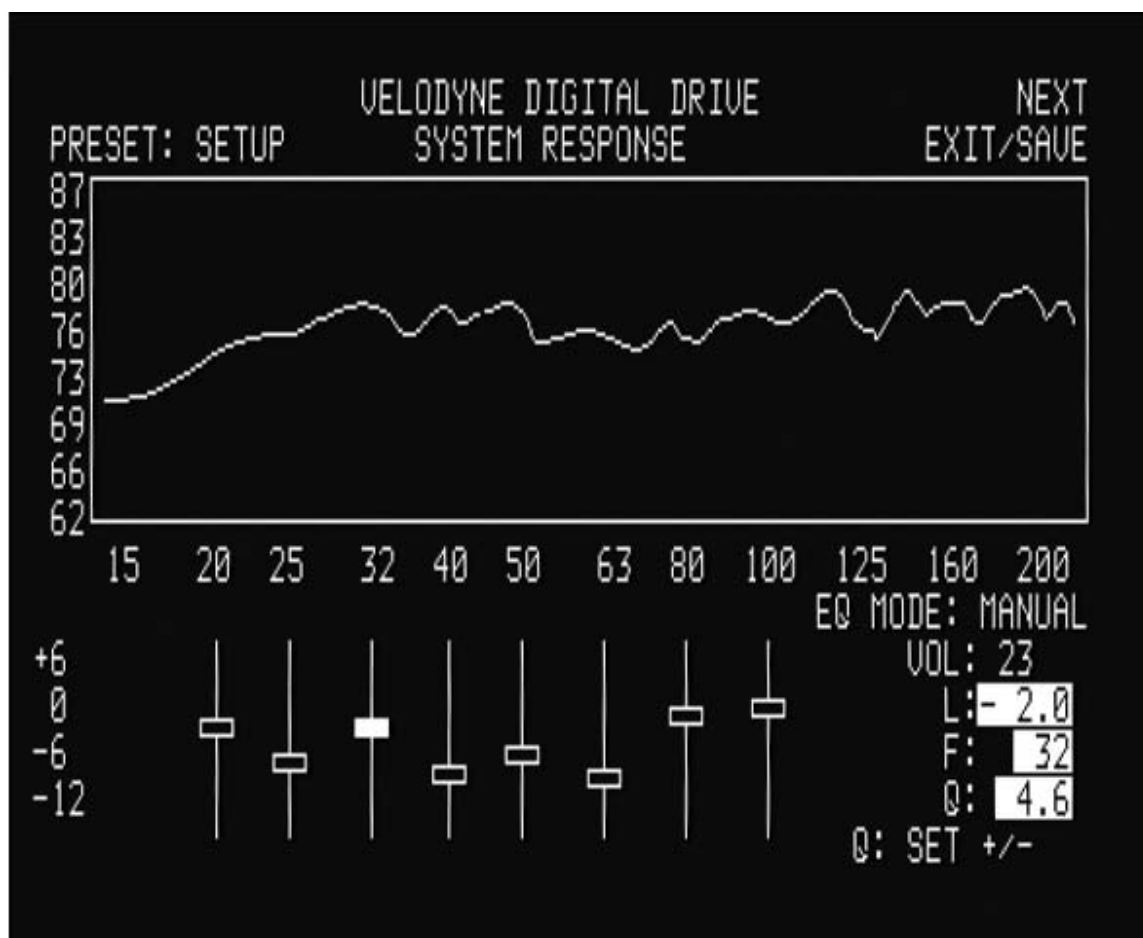 VELODYNE DIGITAL DRIVE NEXT
PRESET: SETUP SYSTEM RESPONSE EXIT/SAVE
87
83
80
76
73
69
66
62
15 20 25 32 40 50 63 80 100 125 160 200
EQ MODE: MANUAL
+6 VOL: 23
0 L:- 2.0
-6 F: 32
-12 Q: 4.6
Q: SET +/-